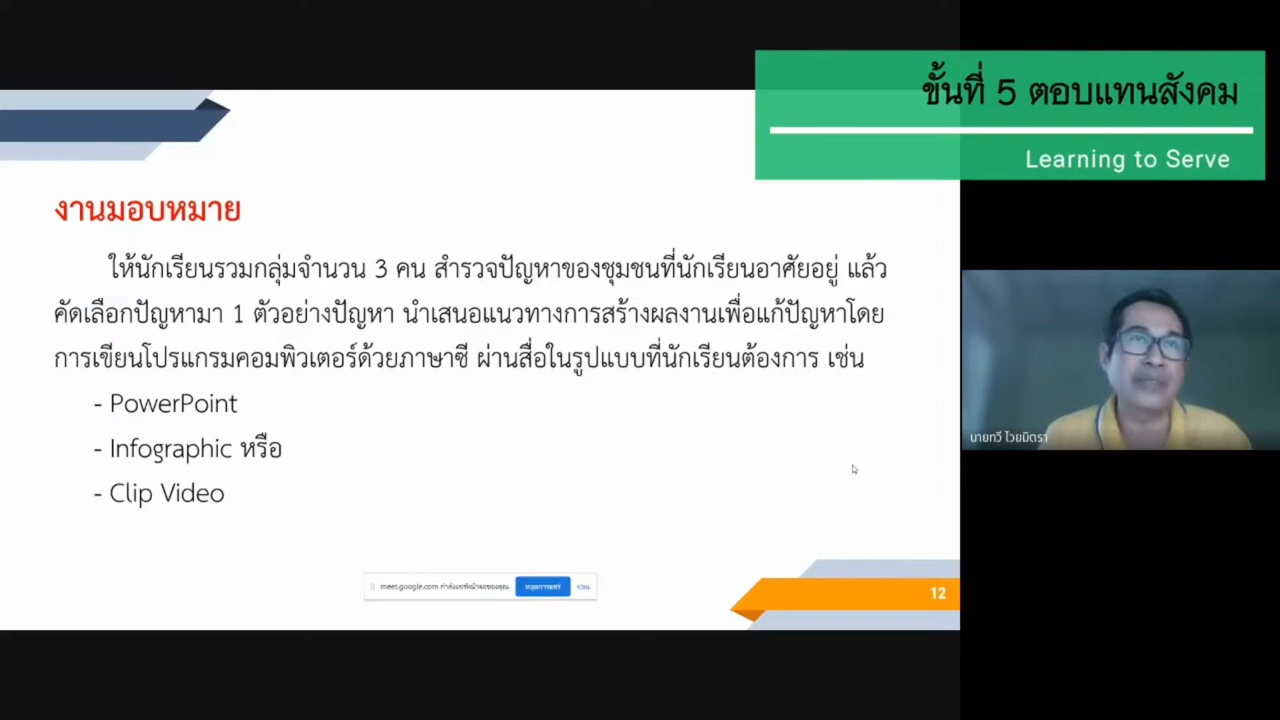 ขั้นที่ 5 ตอบแทนสังคม
Learning to Serve
งานมอบหมาย
ให้นักเรียนรวมกลุ่มจำนวน 3 คน สำรวจปัญหาของชุมชนที่นักเรียนอาศัยอยู่ แล้ว
คัดเลือกปัญหามา 1 ตัวอย่างปัญหา นำเสนอแนวทางการสร้างผลงานเพื่อแก้ปัญหาโดย
การเขียนโปรแกรมคอมพิวเตอร์ด้วยภาษาซี ผ่านสื่อในรูปแบบที่นักเรียนต้องการ เช่น
- PowerPoint
- Infographic หรือ
- Clip Video
นายทวี ไวยมิตรา
meet.google.com กำลังแชร์หน้าจอของคุณ
หยุดการแชร์
ซ่อน
12